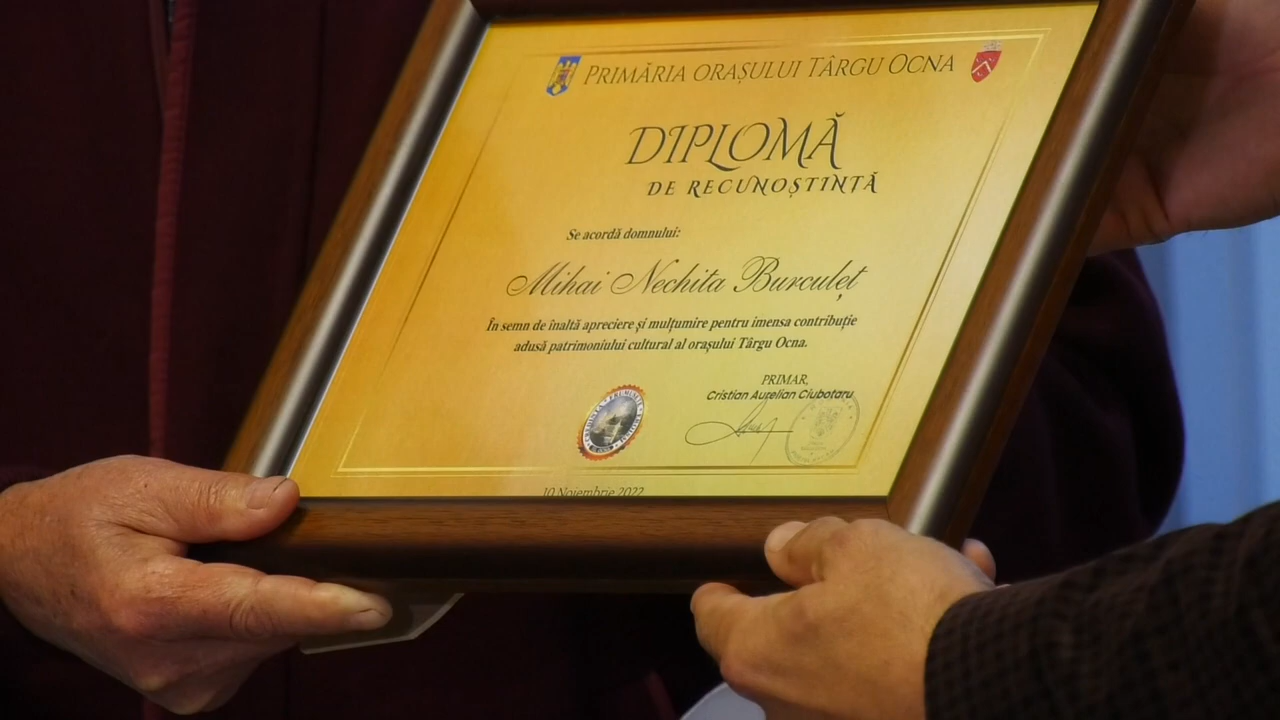 PRIMĂRIA ORAȘULUI TÂRGU OCNA
DIPLOMĂ
DE RECUNOȘTINȚĂ
Se acordă domnului:
Mihai Nechita Burculeț
În semn de înaltă apreciere și mulțumire pentru imensa contribuție
adusă patrimoniului cultural al orașului Târgu Ocna.
PRIMAR,
Cristian Aurelian Ciubotaru
10 Noiembrie 2022